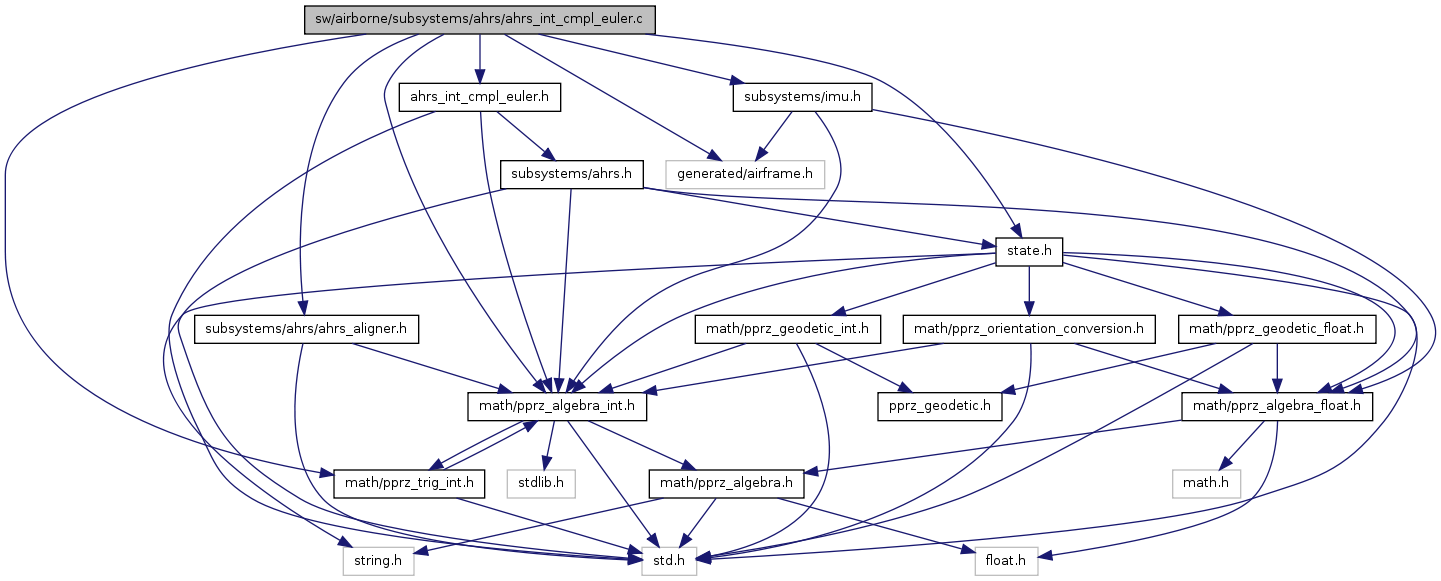 sw/airborne/subsystems/ahrs/ahrs_int_cmpl_euler.c
ahrs_int_cmpl_euler.h
subsystems/imu.h
subsystems/ahrs.h
generated/airframe.h
state.h
subsystems/ahrs/ahrs_aligner.h
math/pprz_geodetic_int.h
math/pprz_orientation_conversion.h
math/pprz_geodetic_float.h
math/pprz_algebra_int.h
pprz_geodetic.h
math/pprz_algebra_float.h
math/pprz_trig_int.h
stdlib.h
math/pprz_algebra.h
math.h
string.h
std.h
float.h